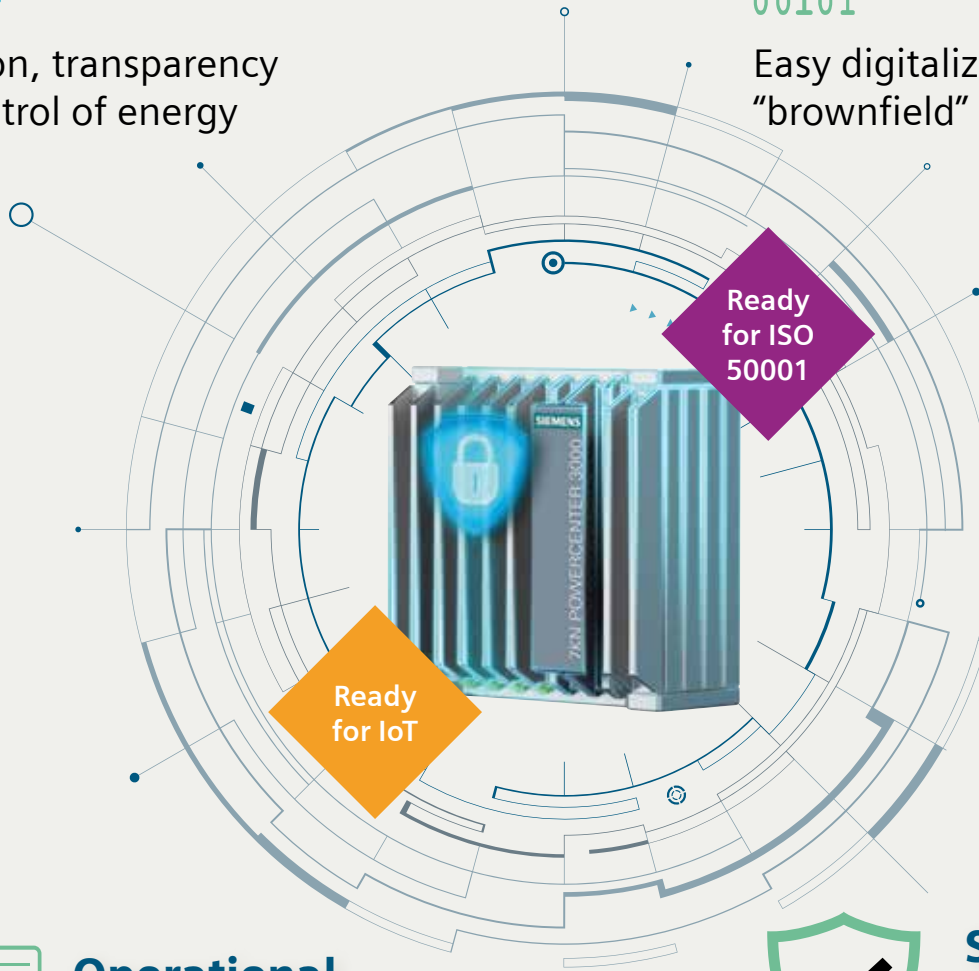 00101
on, transparency
trol of energy
Easy digitaliz
“brownfield”
Ready
for ISO
50001
SIEMENS
7KN POWERCENTER 3000
Ready
for IoT
Operational
S